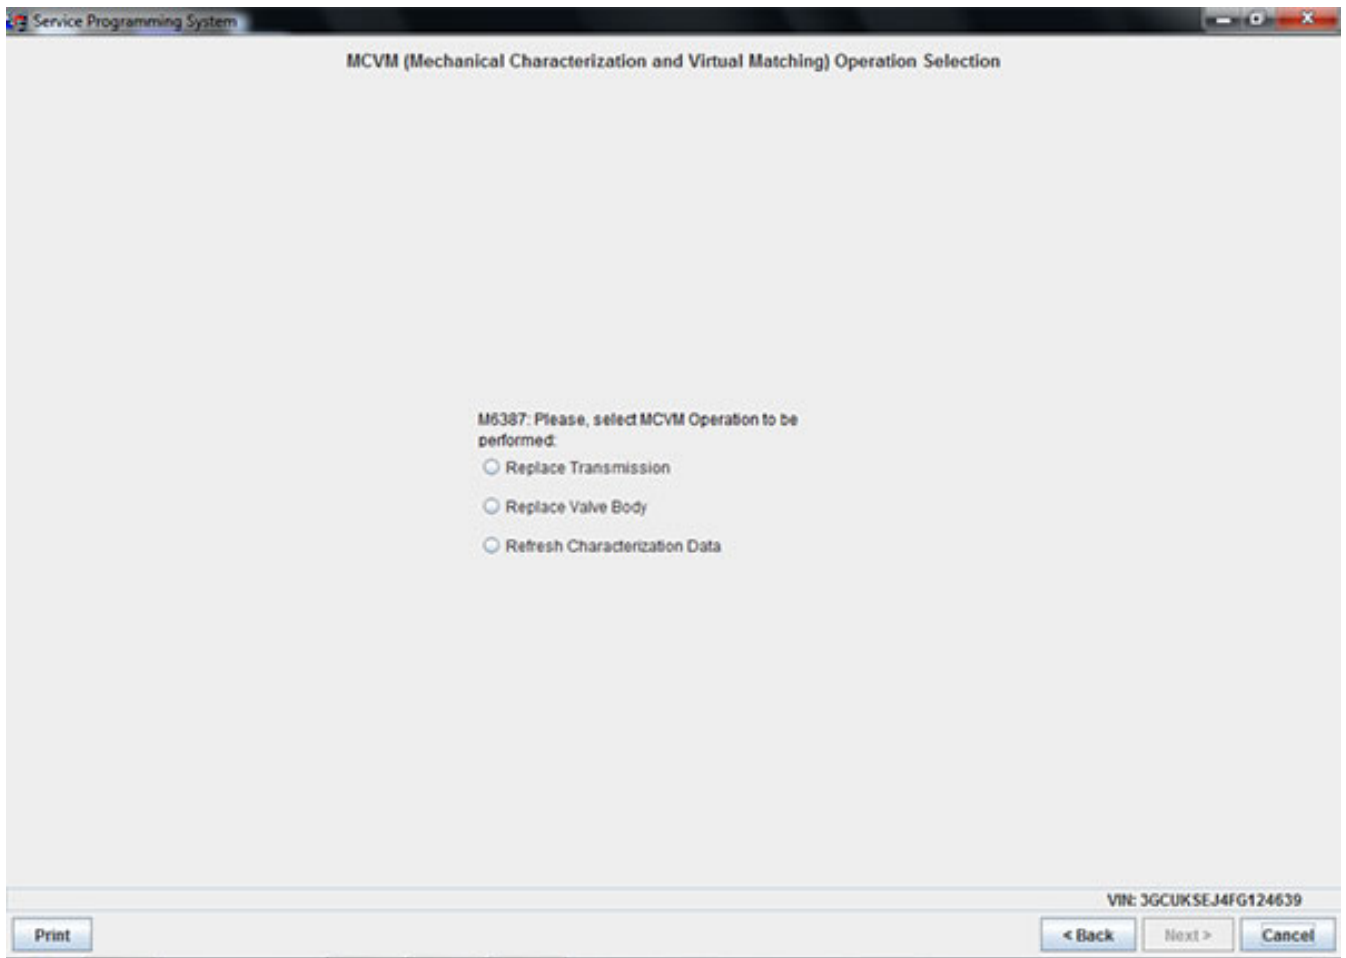 Service Programming System
MCVM (Mechanical Characterization and Virtual Matching) Operation Selection
M6387: Please, select MCVM Operation to be
performed:
Replace Transmission
Replace Valve Body
Refresh Characterization Data
VIN: 3GCUKSEJ4FG124639
Print
< Back
Next >
Cancel